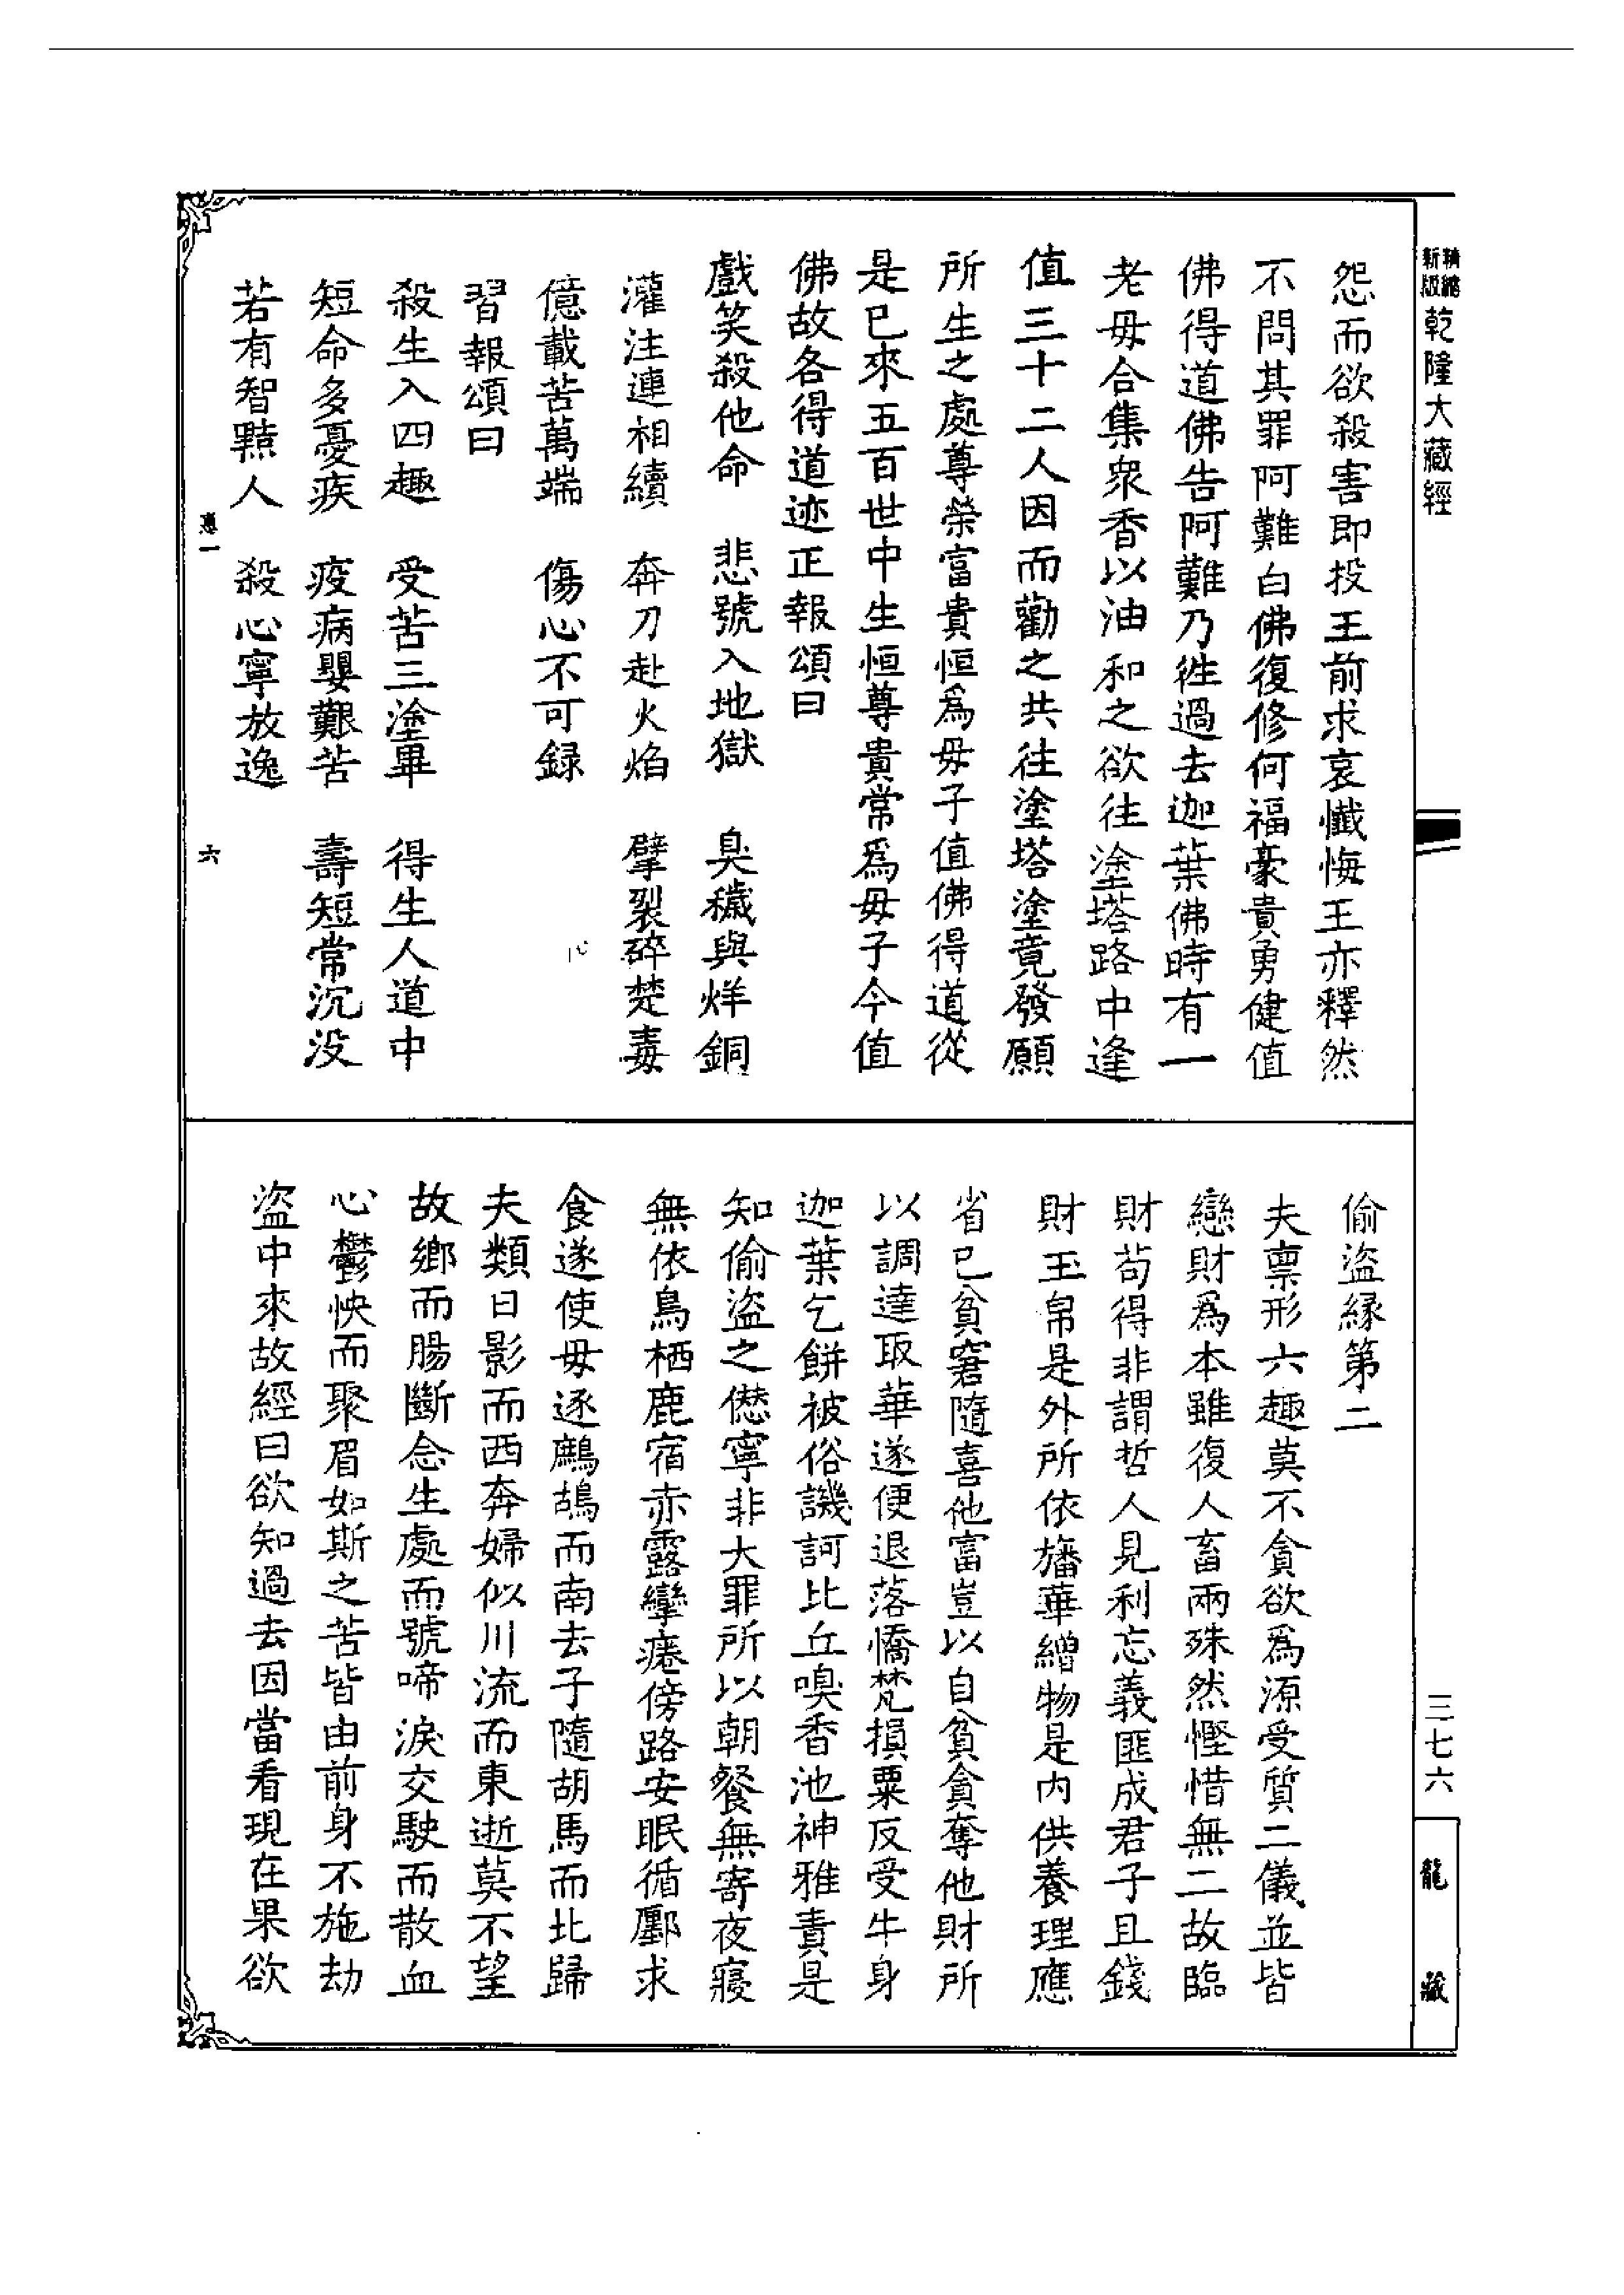 精縮新版乾隆大藏經
三七六
龍藏
怨而欲殺害即投王前求哀懺悔王亦釋然
不問其罪阿難白佛復修何福豪貴勇健值
佛得道佛告阿難乃徃過去迦葉佛時有一
老毋合集衆香以油和之欲往塗塔路中逢
值三十二人因而勸之共往塗塔塗竟發願
所生之處尊榮富貴恒爲毋子值佛得道從
是已來五百世中生恒尊貴常爲毋子今值
佛故各得道迹正報頌曰
戲笑殺他命　悲號入地獄　臭穢與烊銅
灌注連相續　奔刀赴火焰　擘裂碎楚毒
億載苦萬端　傷心不可録
習報頌曰
殺生入四趣　受苦三塗畢　得生人道中
短命多憂疾　疫病嬰艱苦　壽短常沉没
若有智黠人　殺心寧放逸
六
偷盜縁第二
夫禀形六趣莫不貪欲爲源受質二儀並皆
戀財爲本雖復人畜兩殊然慳惜無二故臨
財苟得非謂哲人見利忘義匪成君子且錢
財玉帛是外所依旛華繒物是内供養理應
省已貧窘隨喜他富豈以自貧貪奪他財所
以調達取華遂便退落憍梵損粟反受牛身
迦葉乞餅被俗譏訶比丘嗅香池神雅責是
知偷盜之僁寧非大罪所以朝餐無寄夜寢
無依鳥栖鹿宿赤露攣癃傍路安眠循鄽求
食遂使毋逐鷓鴣而南去子隨胡馬而北歸
夫類日影而西奔婦似川流而東逝莫不望
故鄉而腸斷念生處而號啼淚交駛而散血
心鬱怏而聚眉如斯之苦皆由前身不施劫
盜中來故經曰欲知過去因當看現在果欲